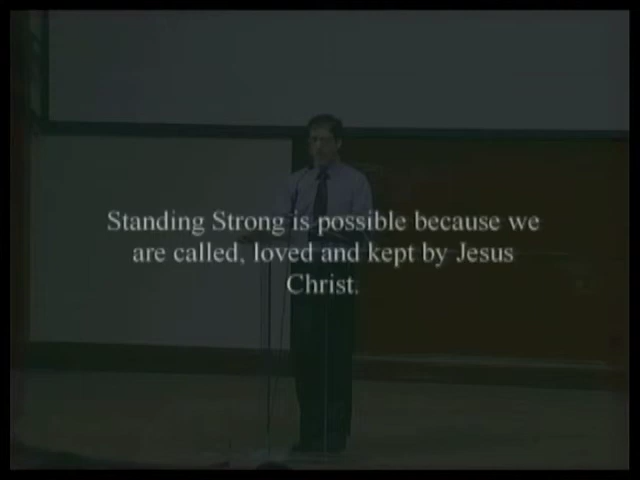 Standing Strong is possible because we
are called, loved and kept by Jesus
Christ.